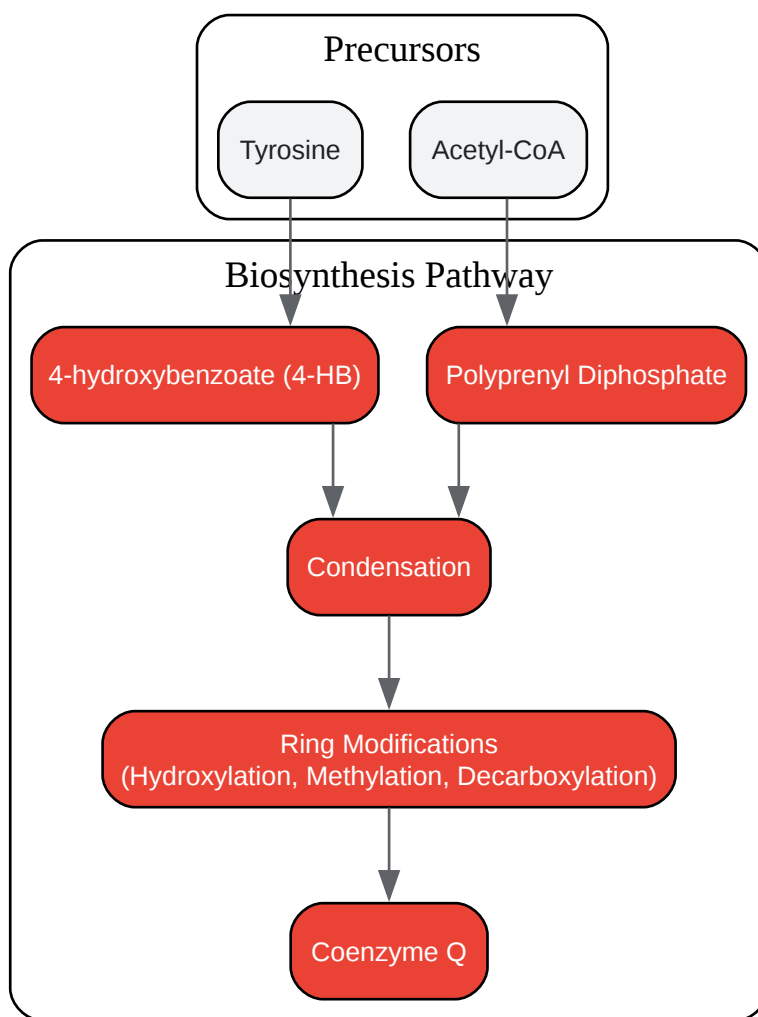 Precursors
Tyrosine
Acetyl-CoA
Biosynthesis Pathway
4-hydroxybenzoate (4-HB)
Polyprenyl Diphosphate
Condensation
Ring Modifications
(Hydroxylation, Methylation, Decarboxylation)
Coenzyme Q